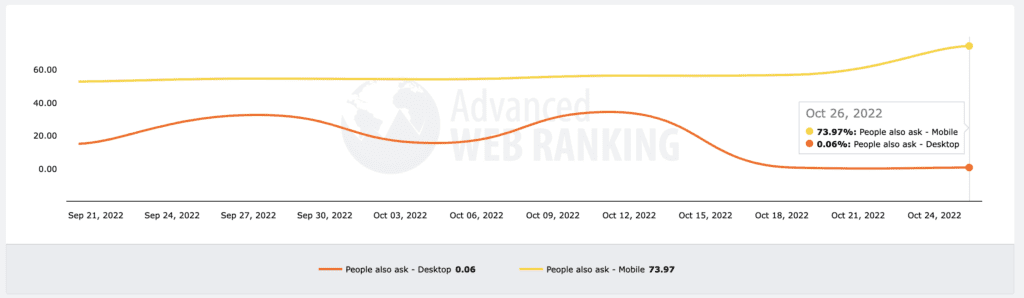 60.00
40.00
20.00
0.00
Advanced
WEB RANKING
Oct 26, 2022
73.97%: People also ask - Mobile
0.06%: People also ask - Desktop
Sep 21, 2022 Sep 24, 2022 Sep 27, 2022 Sep 30, 2022 Oct 03, 2022 Oct 06, 2022 Oct 09, 2022 Oct 12, 2022 Oct 15, 2022 Oct 18, 2022 Oct 21, 2022 Oct 24, 2022
People also ask - Desktop 0.06 People also ask - Mobile 73.97